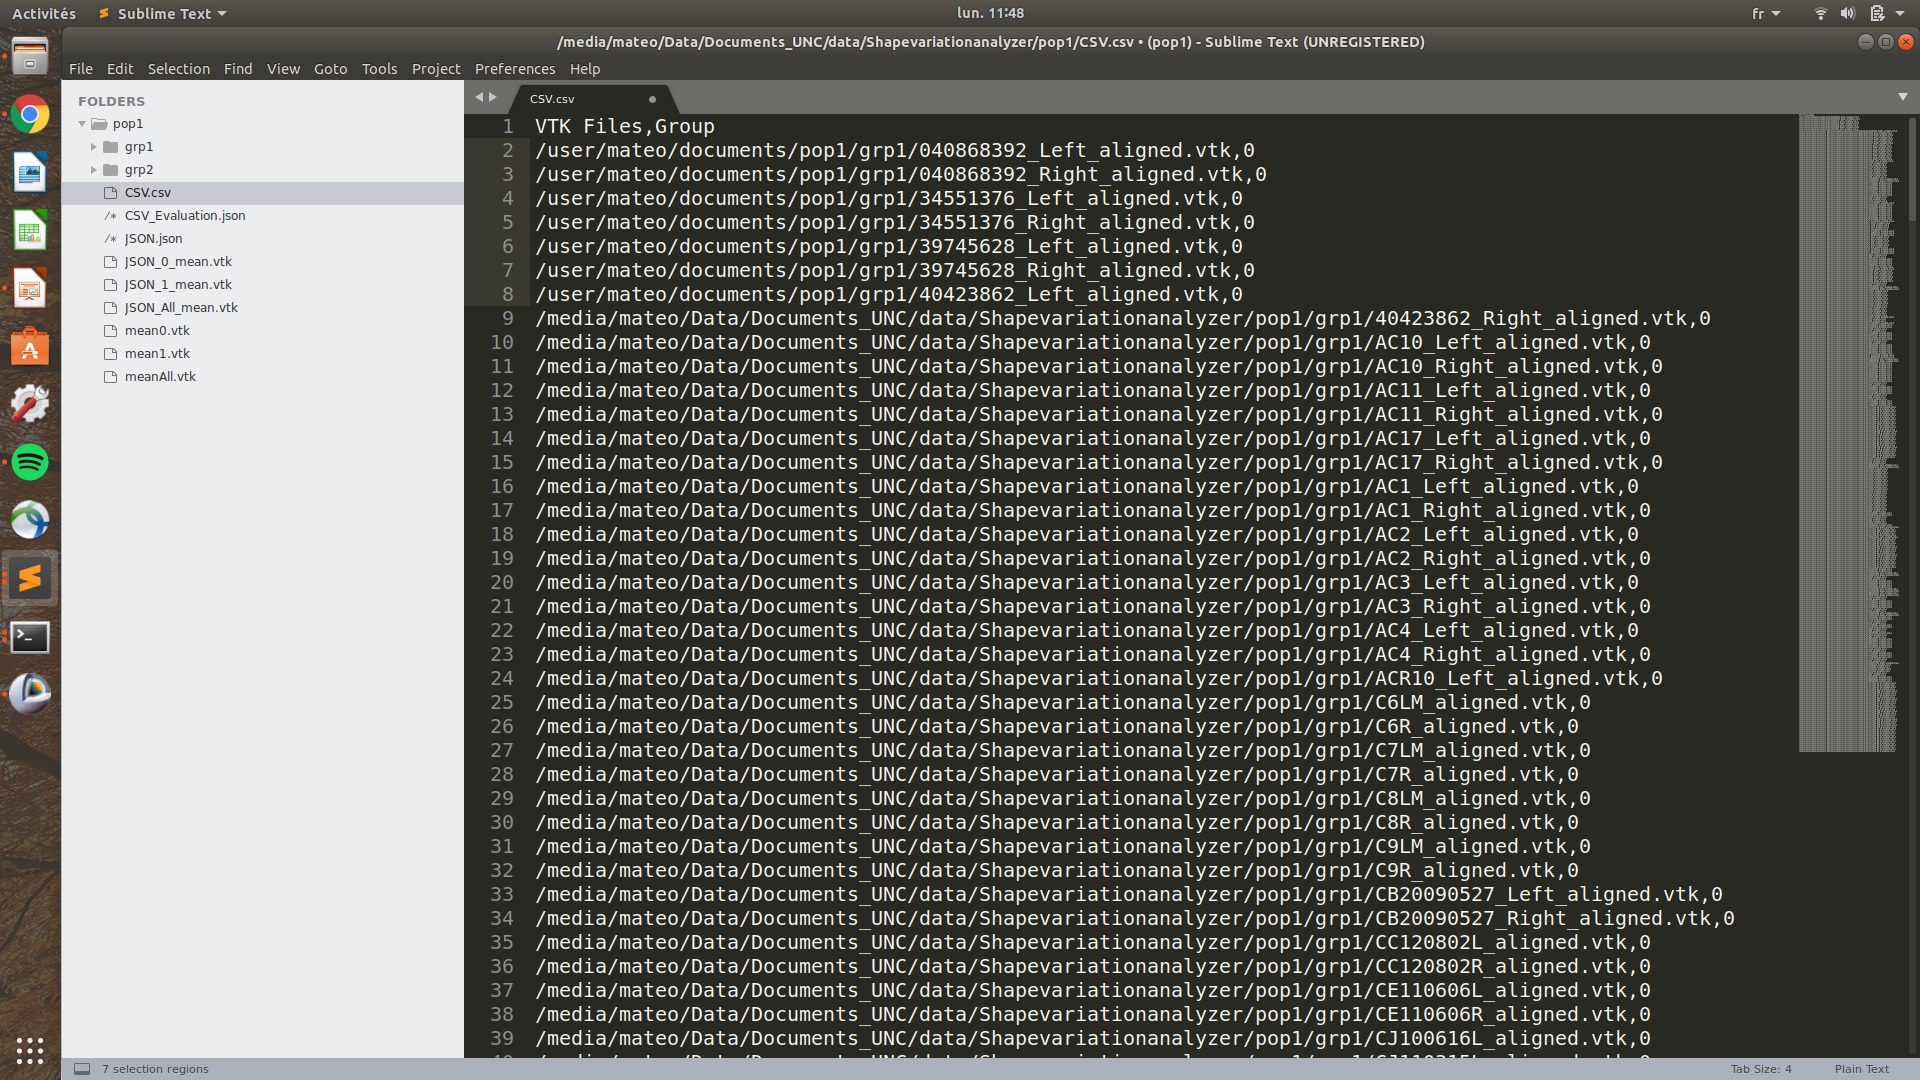 Activités
Sublime Text
lun. 11:48
fr
/media/mateo/Data/Documents_UNC/data/Shapevariationanalyzer/pop1/CSV.csv • (pop1) - Sublime Text (UNREGISTERED)
File Edit Selection Find View Goto Tools Project Preferences Help
FOLDERS
pop1
grp1
grp2
CSV.csv
CSV_Evaluation.json
JSON.json
JSON_0_mean.vtk
JSON_1_mean.vtk
JSON_All_mean.vtk
mean0.vtk
mean1.vtk
meanAll.vtk
CSV.csv
1 VTK Files,Group
2 /user/mateo/documents/pop1/grp1/040868392_Left_aligned.vtk,0
3 /user/mateo/documents/pop1/grp1/040868392_Right_aligned.vtk,0
4 /user/mateo/documents/pop1/grp1/34551376_Left_aligned.vtk,0
5 /user/mateo/documents/pop1/grp1/34551376_Right_aligned.vtk,0
6 /user/mateo/documents/pop1/grp1/39745628_Left_aligned.vtk,0
7 /user/mateo/documents/pop1/grp1/39745628_Right_aligned.vtk,0
8 /user/mateo/documents/pop1/grp1/40423862_Left_aligned.vtk,0
9 /media/mateo/Data/Documents_UNC/data/Shapevariationanalyzer/pop1/grp1/40423862_Right_aligned.vtk,0
10 /media/mateo/Data/Documents_UNC/data/Shapevariationanalyzer/pop1/grp1/AC10_Left_aligned.vtk,0
11 /media/mateo/Data/Documents_UNC/data/Shapevariationanalyzer/pop1/grp1/AC10_Right_aligned.vtk,0
12 /media/mateo/Data/Documents_UNC/data/Shapevariationanalyzer/pop1/grp1/AC11_Left_aligned.vtk,0
13 /media/mateo/Data/Documents_UNC/data/Shapevariationanalyzer/pop1/grp1/AC11_Right_aligned.vtk,0
14 /media/mateo/Data/Documents_UNC/data/Shapevariationanalyzer/pop1/grp1/AC17_Left_aligned.vtk,0
15 /media/mateo/Data/Documents_UNC/data/Shapevariationanalyzer/pop1/grp1/AC17_Right_aligned.vtk,0
16 /media/mateo/Data/Documents_UNC/data/Shapevariationanalyzer/pop1/grp1/AC1_Left_aligned.vtk,0
17 /media/mateo/Data/Documents_UNC/data/Shapevariationanalyzer/pop1/grp1/AC1_Right_aligned.vtk,0
18 /media/mateo/Data/Documents_UNC/data/Shapevariationanalyzer/pop1/grp1/AC2_Left_aligned.vtk,0
19 /media/mateo/Data/Documents_UNC/data/Shapevariationanalyzer/pop1/grp1/AC2_Right_aligned.vtk,0
20 /media/mateo/Data/Documents_UNC/data/Shapevariationanalyzer/pop1/grp1/AC3_Left_aligned.vtk,0
21 /media/mateo/Data/Documents_UNC/data/Shapevariationanalyzer/pop1/grp1/AC3_Right_aligned.vtk,0
22 /media/mateo/Data/Documents_UNC/data/Shapevariationanalyzer/pop1/grp1/AC4_Left_aligned.vtk,0
23 /media/mateo/Data/Documents_UNC/data/Shapevariationanalyzer/pop1/grp1/AC4_Right_aligned.vtk,0
24 /media/mateo/Data/Documents_UNC/data/Shapevariationanalyzer/pop1/grp1/ACR10_Left_aligned.vtk,0
25 /media/mateo/Data/Documents_UNC/data/Shapevariationanalyzer/pop1/grp1/C6LM_aligned.vtk,0
26 /media/mateo/Data/Documents_UNC/data/Shapevariationanalyzer/pop1/grp1/C6R_aligned.vtk,0
27 /media/mateo/Data/Documents_UNC/data/Shapevariationanalyzer/pop1/grp1/C7LM_aligned.vtk,0
28 /media/mateo/Data/Documents_UNC/data/Shapevariationanalyzer/pop1/grp1/C7R_aligned.vtk,0
29 /media/mateo/Data/Documents_UNC/data/Shapevariationanalyzer/pop1/grp1/C8LM_aligned.vtk,0
30 /media/mateo/Data/Documents_UNC/data/Shapevariationanalyzer/pop1/grp1/C8R_aligned.vtk,0
31 /media/mateo/Data/Documents_UNC/data/Shapevariationanalyzer/pop1/grp1/C9LM_aligned.vtk,0
32 /media/mateo/Data/Documents_UNC/data/Shapevariationanalyzer/pop1/grp1/C9R_aligned.vtk,0
33 /media/mateo/Data/Documents_UNC/data/Shapevariationanalyzer/pop1/grp1/CB20090527_Left_aligned.vtk,0
34 /media/mateo/Data/Documents_UNC/data/Shapevariationanalyzer/pop1/grp1/CB20090527_Right_aligned.vtk,0
35 /media/mateo/Data/Documents_UNC/data/Shapevariationanalyzer/pop1/grp1/CC120802L_aligned.vtk,0
36 /media/mateo/Data/Documents_UNC/data/Shapevariationanalyzer/pop1/grp1/CC120802R_aligned.vtk,0
37 /media/mateo/Data/Documents_UNC/data/Shapevariationanalyzer/pop1/grp1/CE110606L_aligned.vtk,0
38 /media/mateo/Data/Documents_UNC/data/Shapevariationanalyzer/pop1/grp1/CE110606R_aligned.vtk,0
39 /media/mateo/Data/Documents_UNC/data/Shapevariationanalyzer/pop1/grp1/CJ100616L_aligned.vtk,0
7 selection regions
Tab Size: 4
Plain Text